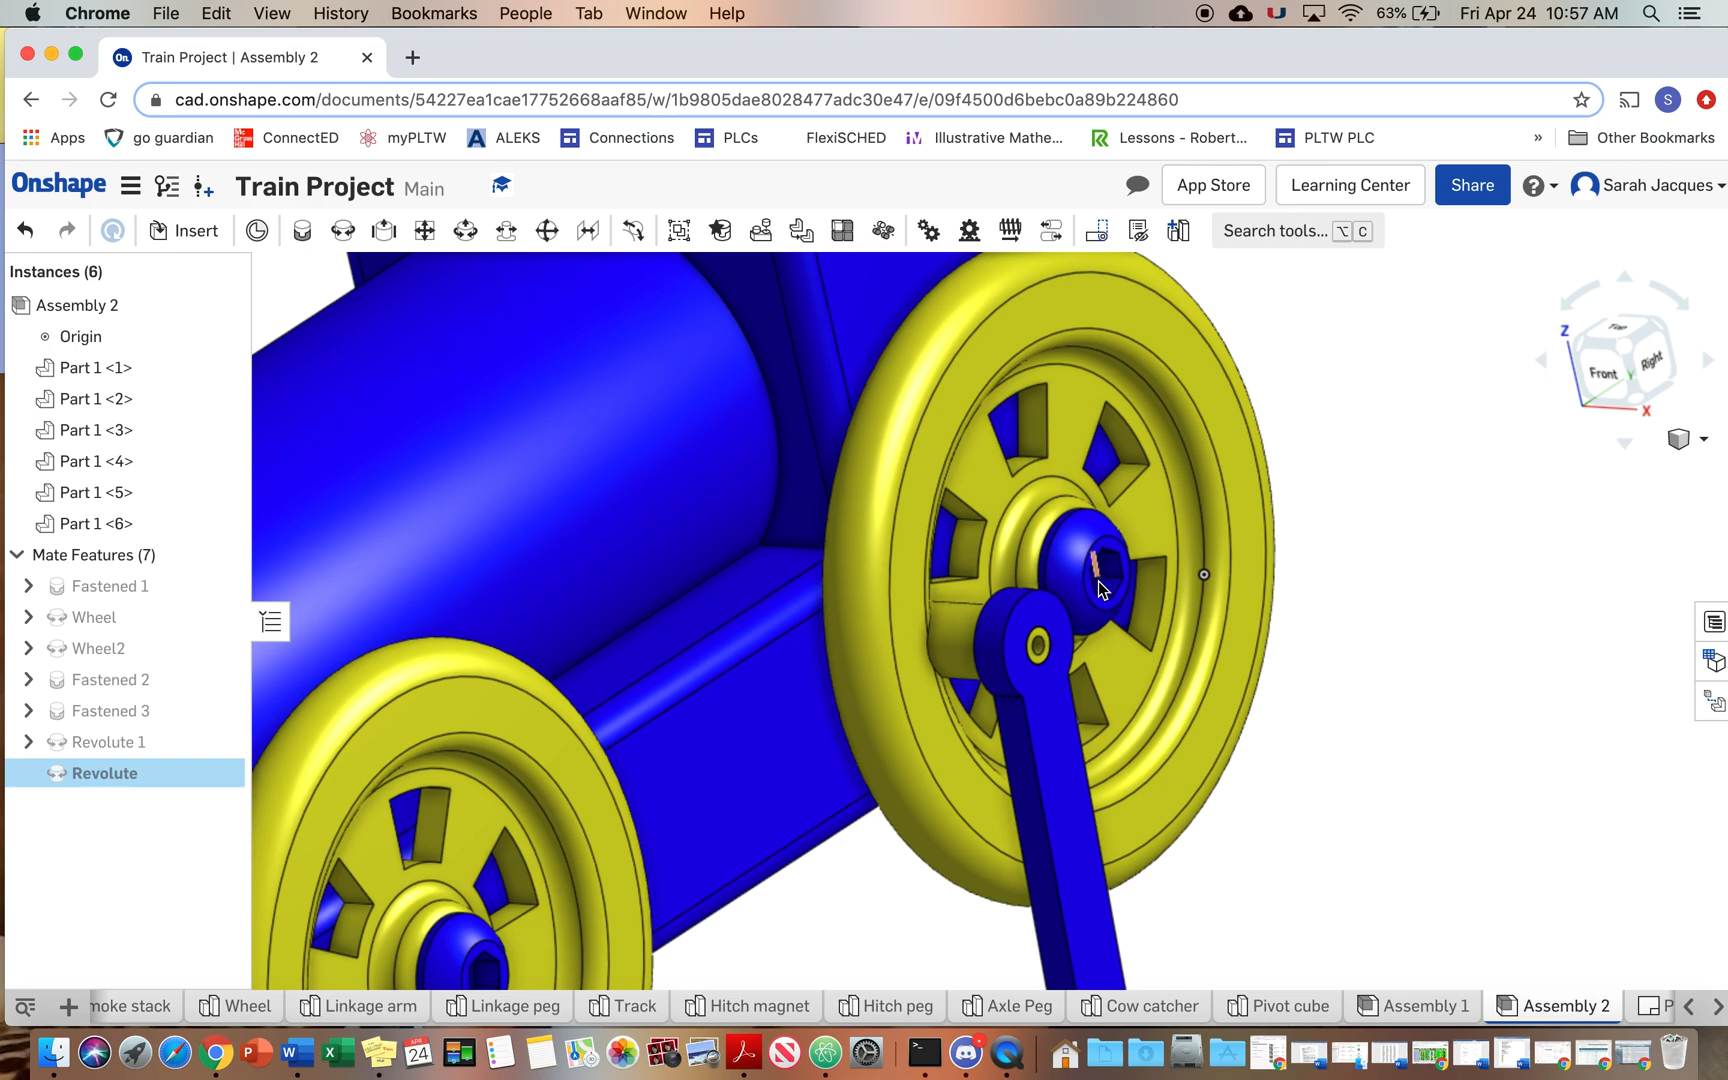 Chrome File Edit View History Bookmarks People Tab Window Help 63% Fri Apr 24 10:57 AM
Train Project | Assembly 2
cad.onshape.com/documents/54227ea1cae17752668aaf85/w/1b9805dae8028477adc30e47/e/09f4500d6bebc0a89b224860
Apps go guardian ConnectED myPLTW ALEKS Connections PLCs FlexiSCHED Illustrative Mathe... Lessons - Robert... PLTW PLC » Other Bookmarks
Onshape Train Project Main App Store Learning Center Share Sarah Jacques
Insert Search tools... ⌥ C
Instances (6)
Assembly 2
Origin
Part 1 <1>
Part 1 <2>
Part 1 <3>
Part 1 <4>
Part 1 <5>
Part 1 <6>
Mate Features (7)
Fastened 1
Wheel
Wheel2
Fastened 2
Fastened 3
Revolute 1
Revolute
Top
Z
Front
Right
Y
X
moke stack Wheel Linkage arm Linkage peg Track Hitch magnet Hitch peg Axle Peg Cow catcher Pivot cube Assembly 1 Assembly 2 P
APR
24